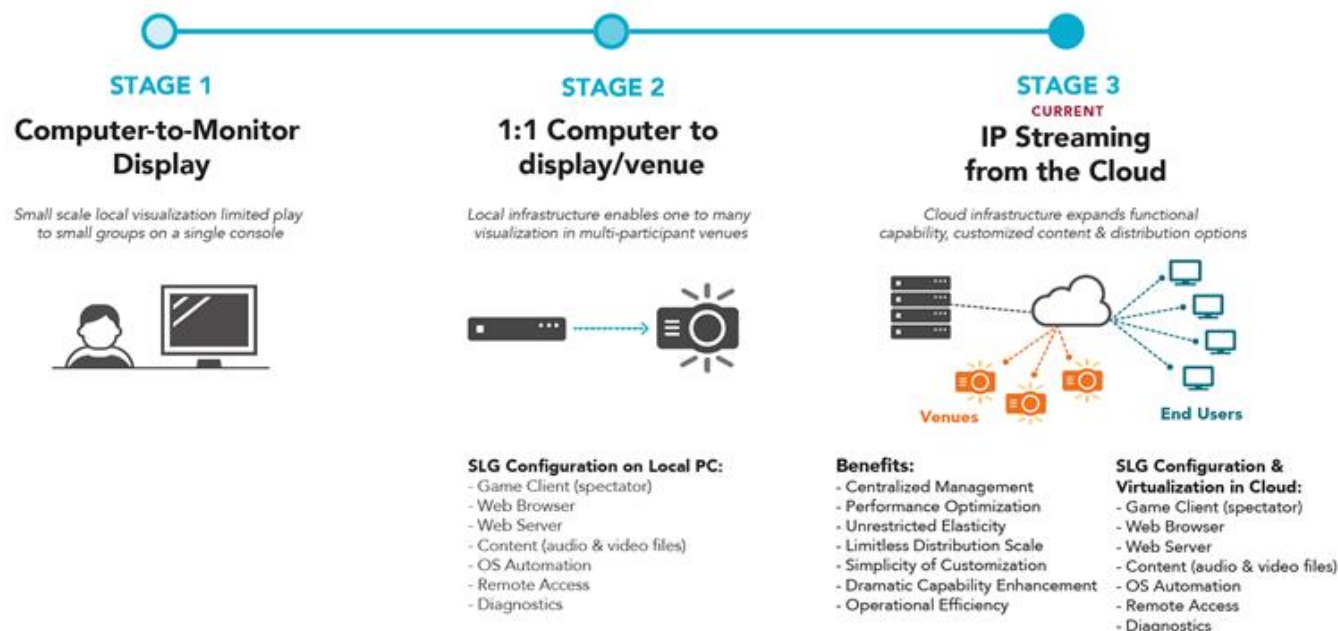 STAGE 1
Computer-to-Monitor
Display
Small scale local visualization limited play
to small groups on a single console
STAGE 2
1:1 Computer to
display/venue
Local infrastructure enables one to many
visualization in multi-participant venues
SLG Configuration on Local PC:
- Game Client (spectator)
- Web Browser
- Web Server
- Content (audio & video files)
- OS Automation
- Remote Access
- Diagnostics
STAGE 3
CURRENT
IP Streaming
from the Cloud
Cloud infrastructure expands functional
capability, customized content & distribution options
Venues
End Users
Benefits:
- Centralized Management
- Performance Optimization
- Unrestricted Elasticity
- Limitless Distribution Scale
- Simplicity of Customization
- Dramatic Capability Enhancement
- Operational Efficiency
SLG Configuration &
Virtualization in Cloud:
- Game Client (spectator)
- Web Browser
- Web Server
- Content (audio & video files)
- OS Automation
- Remote Access
- Diagnostics